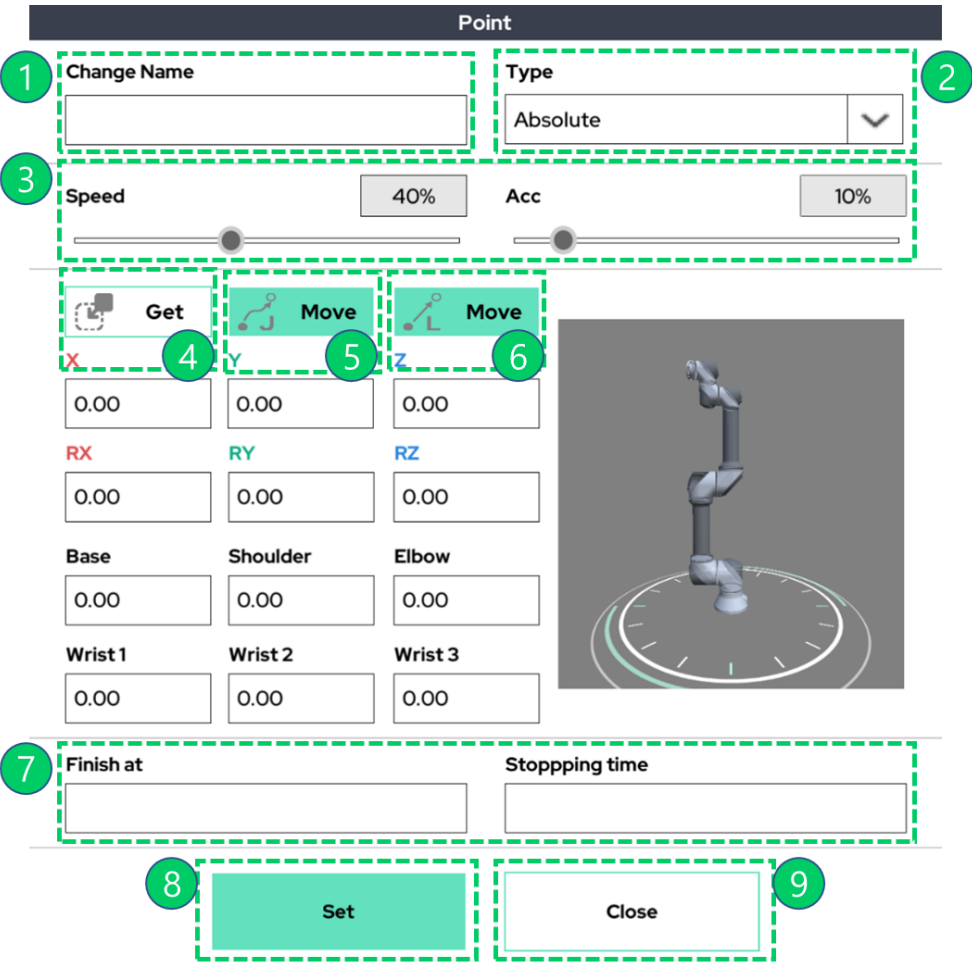 Point
1
Change Name
Type
2
Absolute
3
Speed
40%
Acc
10%
Get
J
Move
L
Move
4
5
6
X
Y
Z
0.00
0.00
0.00
RX
RY
RZ
0.00
0.00
0.00
Base
Shoulder
Elbow
0.00
0.00
0.00
Wrist 1
Wrist 2
Wrist 3
0.00
0.00
0.00
7
Finish at
Stoppping time
8
Set
Close
9